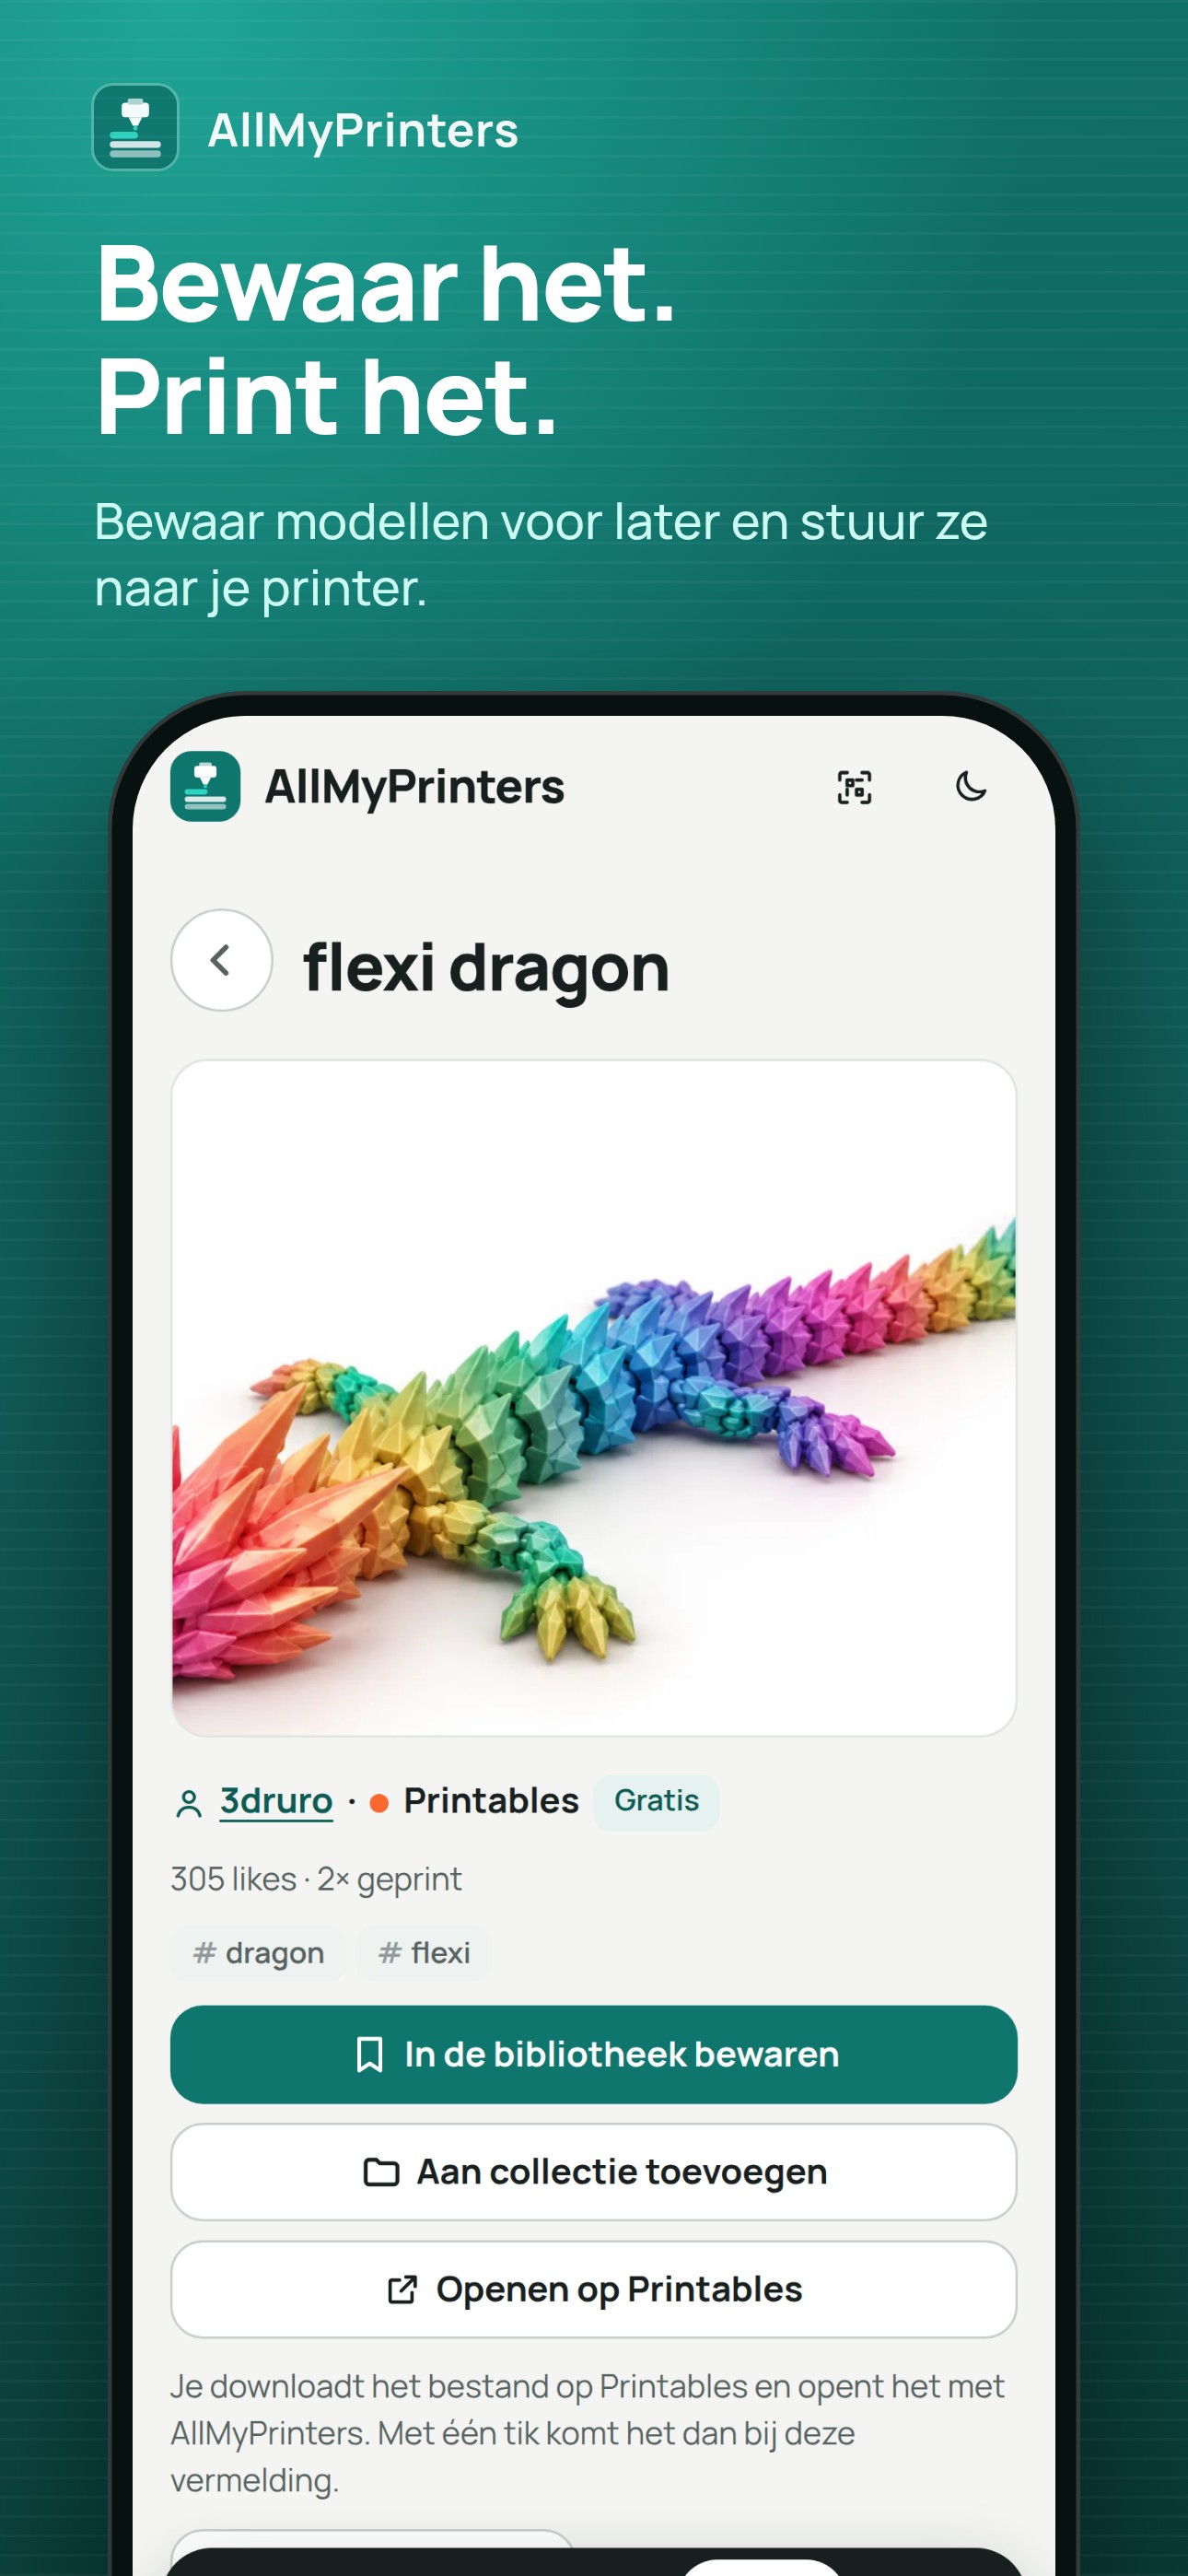 AllMyPrinters
Bewaar het.
Print het.
Bewaar modellen voor later en stuur ze
naar je printer.
AllMyPrinters
flexi dragon
3druro · Printables Gratis
305 likes · 2× geprint
# dragon # flexi
In de bibliotheek bewaren
Aan collectie toevoegen
Openen op Printables
Je downloadt het bestand op Printables en opent het met
AllMyPrinters. Met één tik komt het dan bij deze
vermelding.